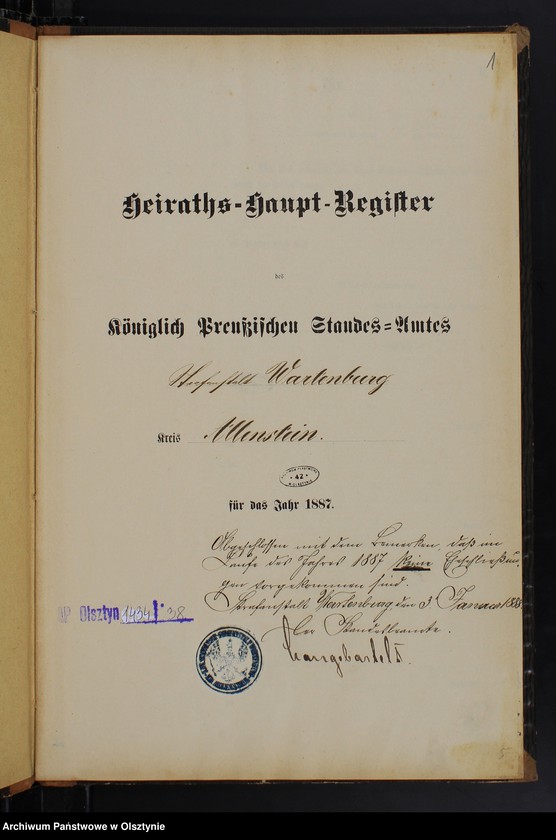 1
Heiraths-Haupt-Register
des
Königlich Preußischen Standes-Amtes
Strafanstalt Wartenburg
Kreis Allenstein.
42
für das Jahr 1887.
Abgeschlossen mit dem Bemerken, daß im
Laufe des Jahres 1887 keine Eheschließun
gen vorgekommen sind.
Strafanstalt Wartenburg den 3 Januar 1888
Der Standesbeamte.
AP Olsztyn 1434 38
Archiwum Państwowe w Olsztynie